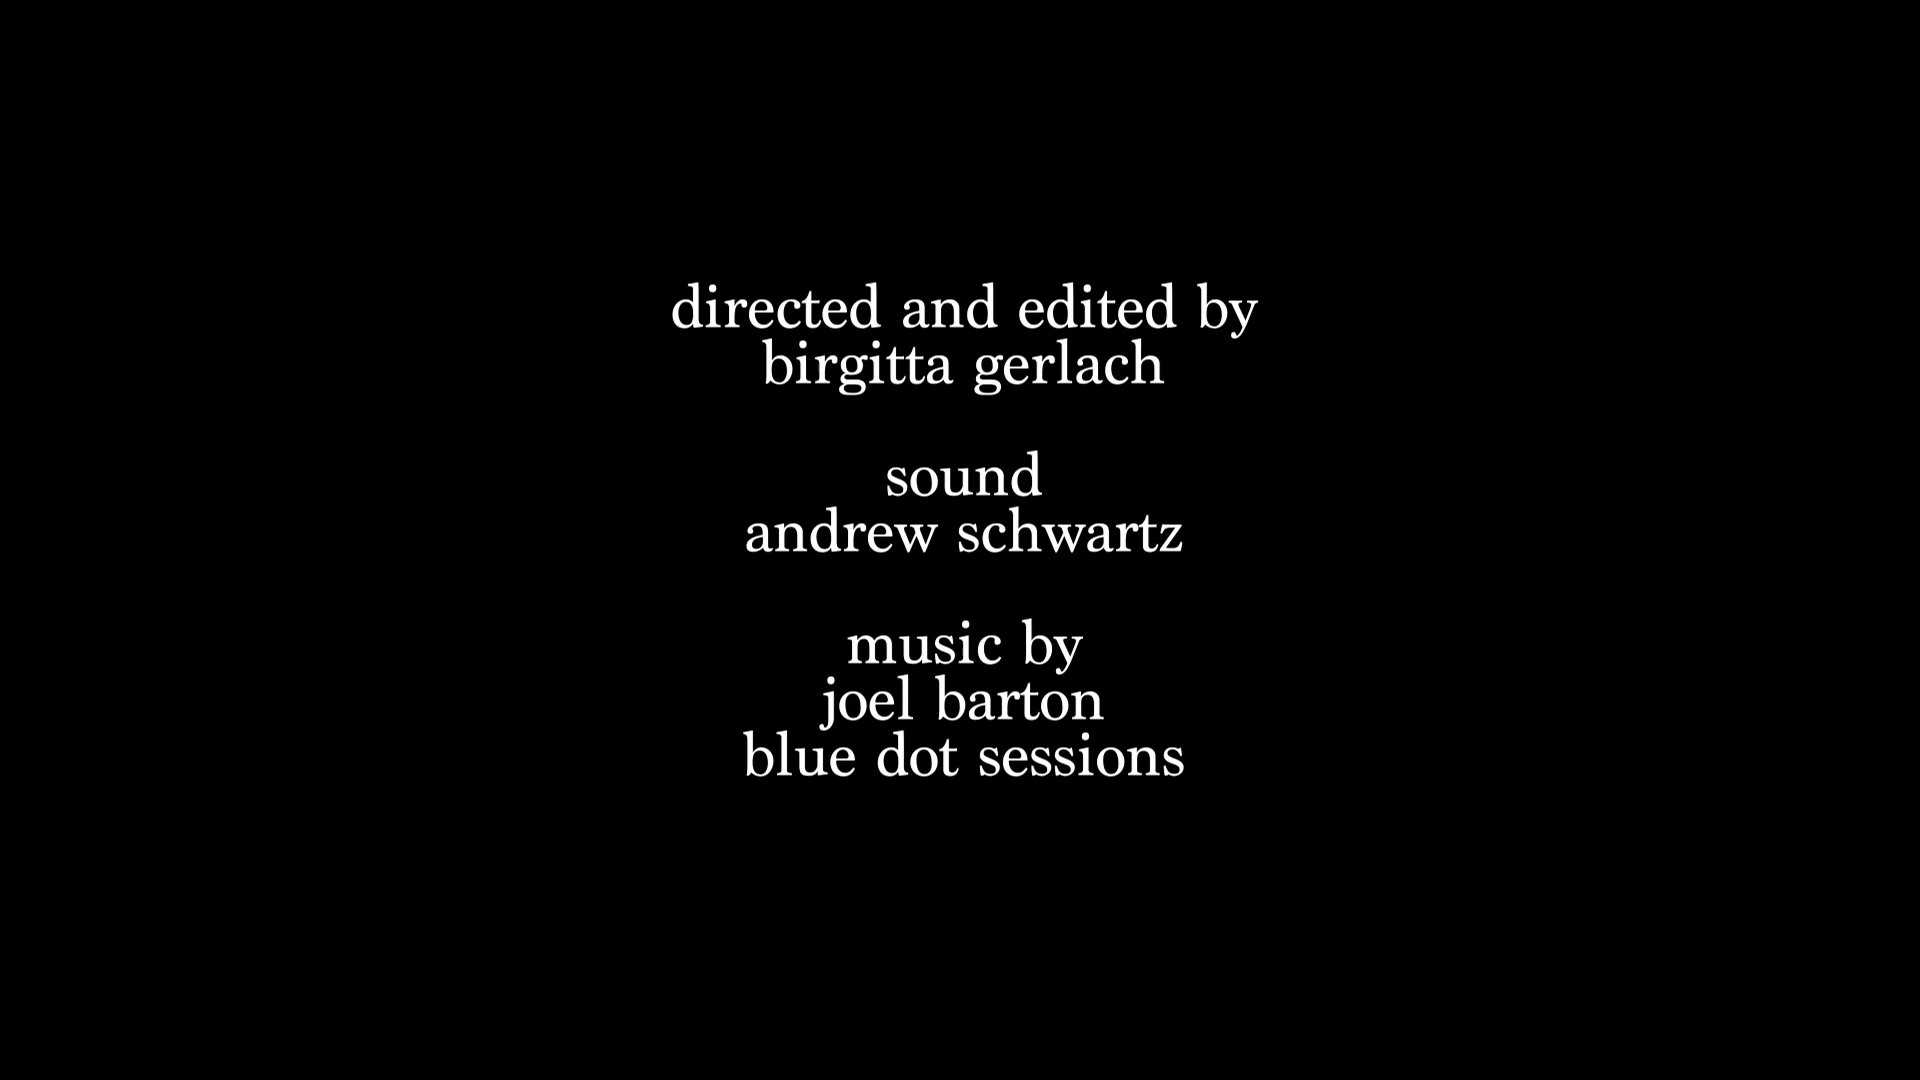 directed and edited by
birgitta gerlach
sound
andrew schwartz
music by
joel barton
blue dot sessions